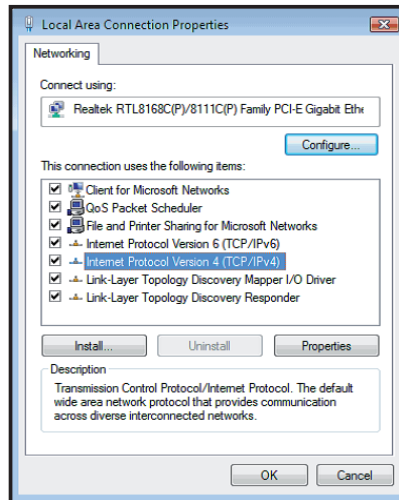 Local Area Connection Properties
Networking
Connect using:
Realtek RTL8168C(P)/8111C(P) Family PCI-E Gigabit Ethe
Configure...
This connection uses the following items:
Client for Microsoft Networks
QoS Packet Scheduler
File and Printer Sharing for Microsoft Networks
Internet Protocol Version 6 (TCP/IPv6)
Internet Protocol Version 4 (TCP/IPv4)
Link-Layer Topology Discovery Mapper I/O Driver
Link-Layer Topology Discovery Responder
Install...
Uninstall
Properties
Description
Transmission Control Protocol/Internet Protocol. The default
wide area network protocol that provides communication
across diverse interconnected networks.
OK
Cancel